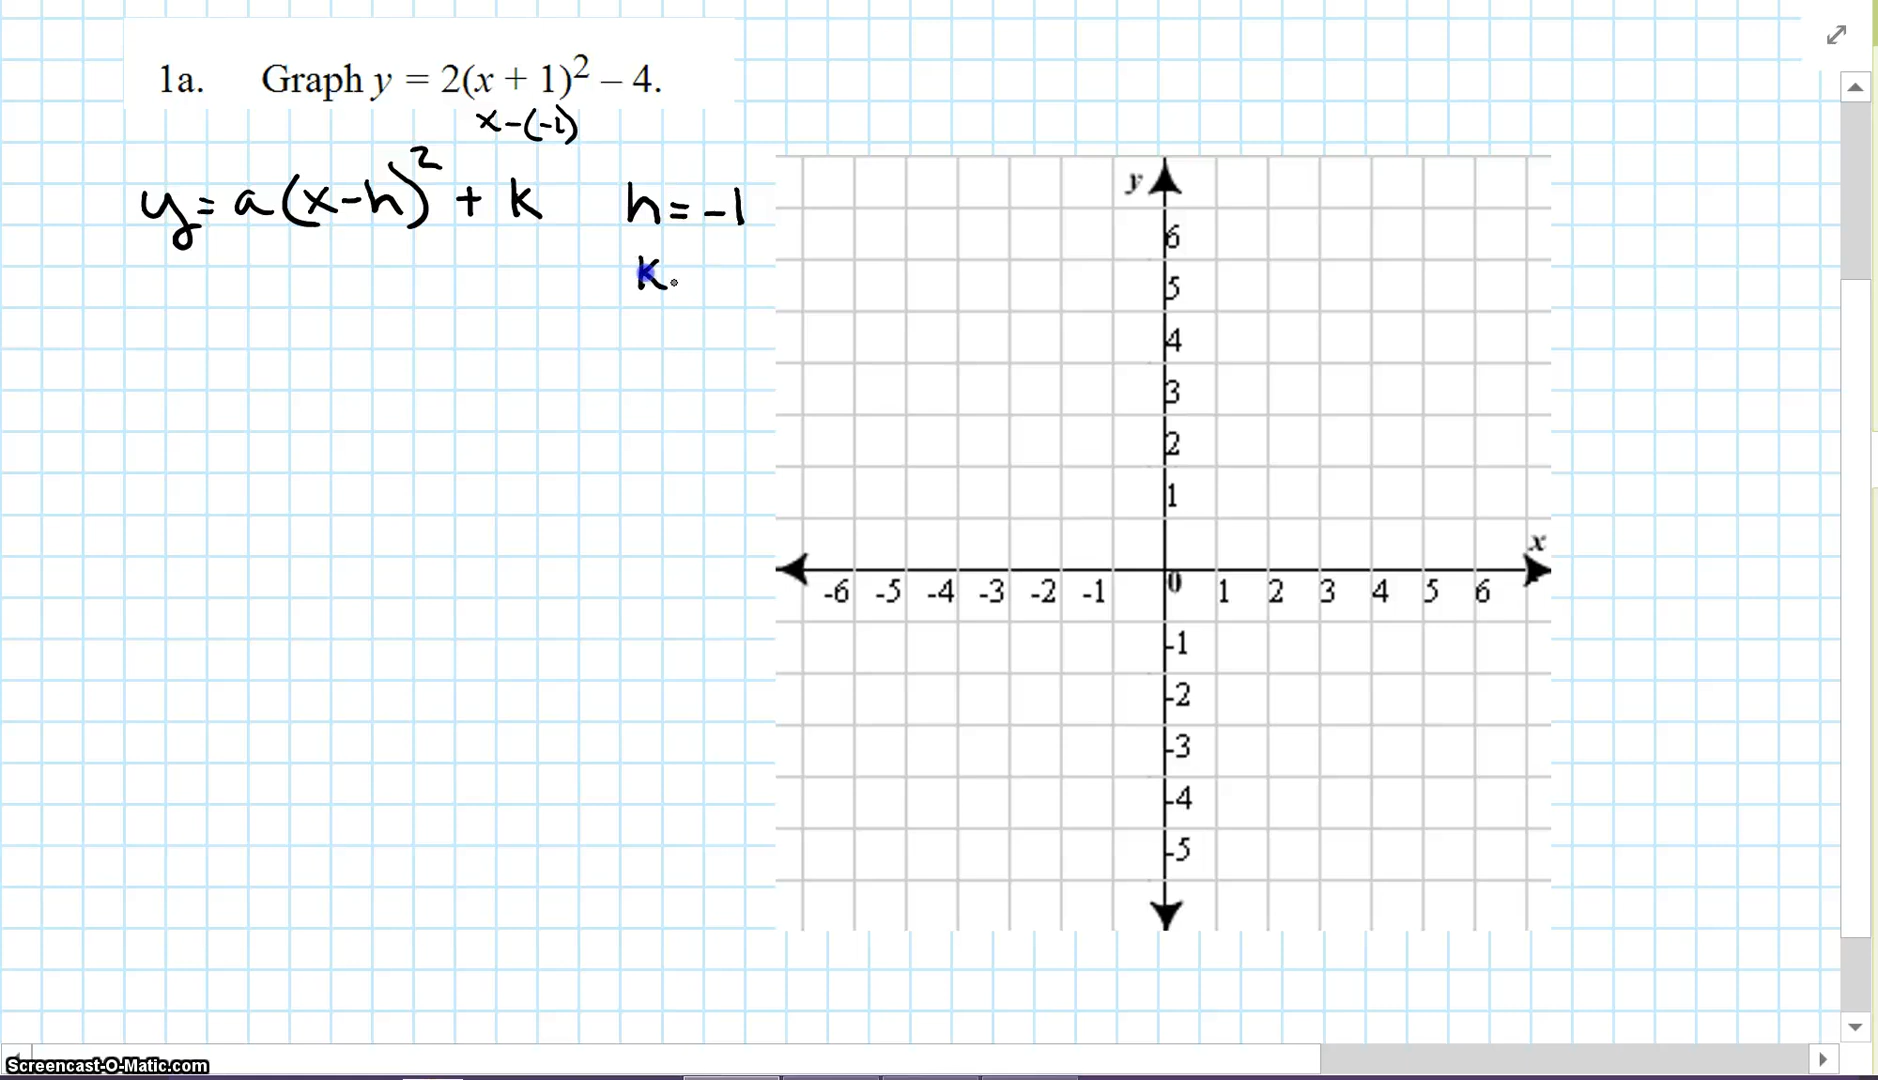 1a. Graph y = 2(x + 1)² – 4.
x-(-1)
y = a(x-h)² + k h = -1
k
y
6
5
4
3
2
1
x
-6 -5 -4 -3 -2 -1 0 1 2 3 4 5 6
-1
-2
-3
-4
-5
Screencast-O-Matic.com